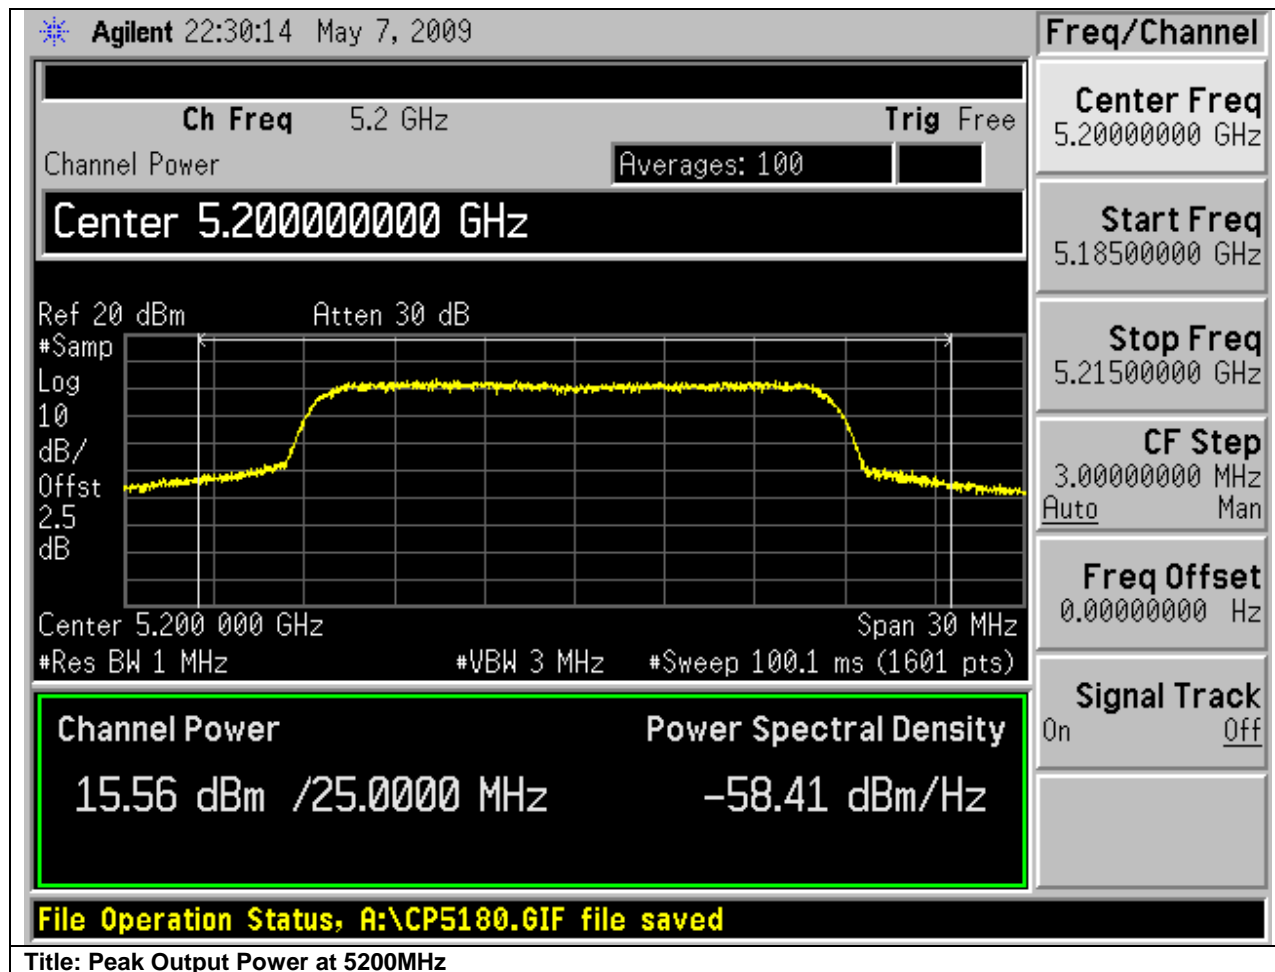 Agilent 22:30:14 May 7, 2009
Freq/Channel
Ch Freq 5.2 GHz Trig Free
Channel Power Averages: 100
Center 5.200000000 GHz
Ref 20 dBm Atten 30 dB
#Samp
Log
10
dB/
Offst
2.5
dB
Center 5.200 000 GHz Span 30 MHz
#Res BW 1 MHz #VBW 3 MHz #Sweep 100.1 ms (1601 pts)
Channel Power Power Spectral Density
15.56 dBm /25.0000 MHz -58.41 dBm/Hz
File Operation Status, A:\CP5180.GIF file saved
Center Freq
5.20000000 GHz
Start Freq
5.18500000 GHz
Stop Freq
5.21500000 GHz
CF Step
3.00000000 MHz
Auto Man
Freq Offset
0.00000000 Hz
Signal Track
On Off
Title: Peak Output Power at 5200MHz